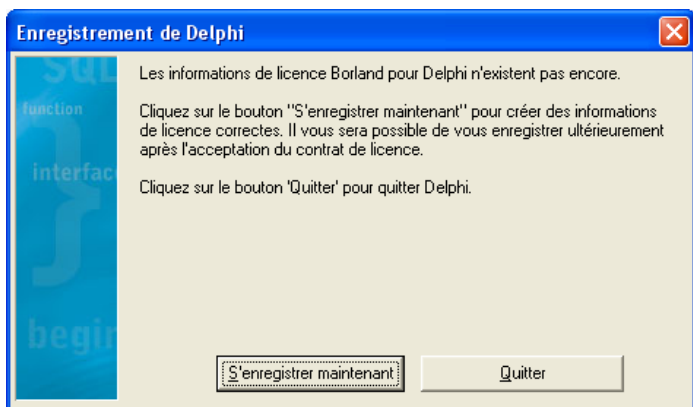 Enregistrement de Delphi
SQL
function
interfac
}
begin
Les informations de licence Borland pour Delphi n'existent pas encore.
Cliquez sur le bouton "S'enregistrer maintenant" pour créer des informations
de licence correctes. Il vous sera possible de vous enregistrer ultérieurement
après l'acceptation du contrat de licence.
Cliquez sur le bouton 'Quitter' pour quitter Delphi.
S'enregistrer maintenant
Quitter